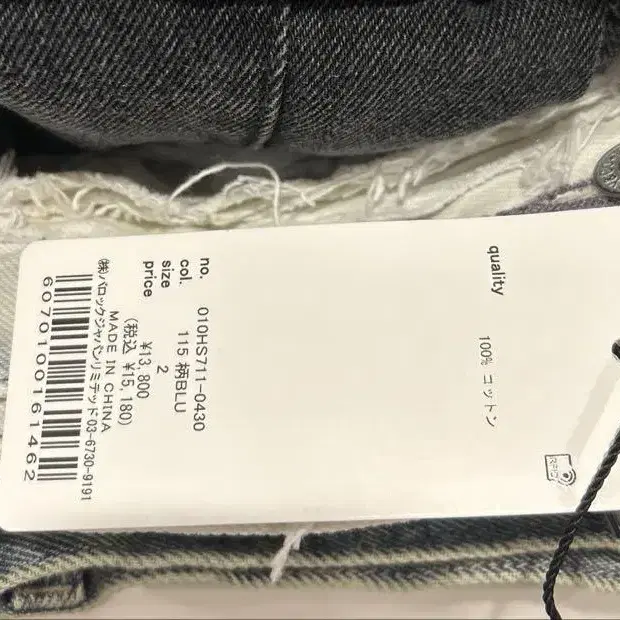 no. 010HS711-0430
col. 115 柄BLU
size 2
price ¥13,800
(税込 ¥15,180)
MADE IN CHINA
㈱バロックジャパンリミテッド 03-6730-9191
6070100161462
quality
100% コットン